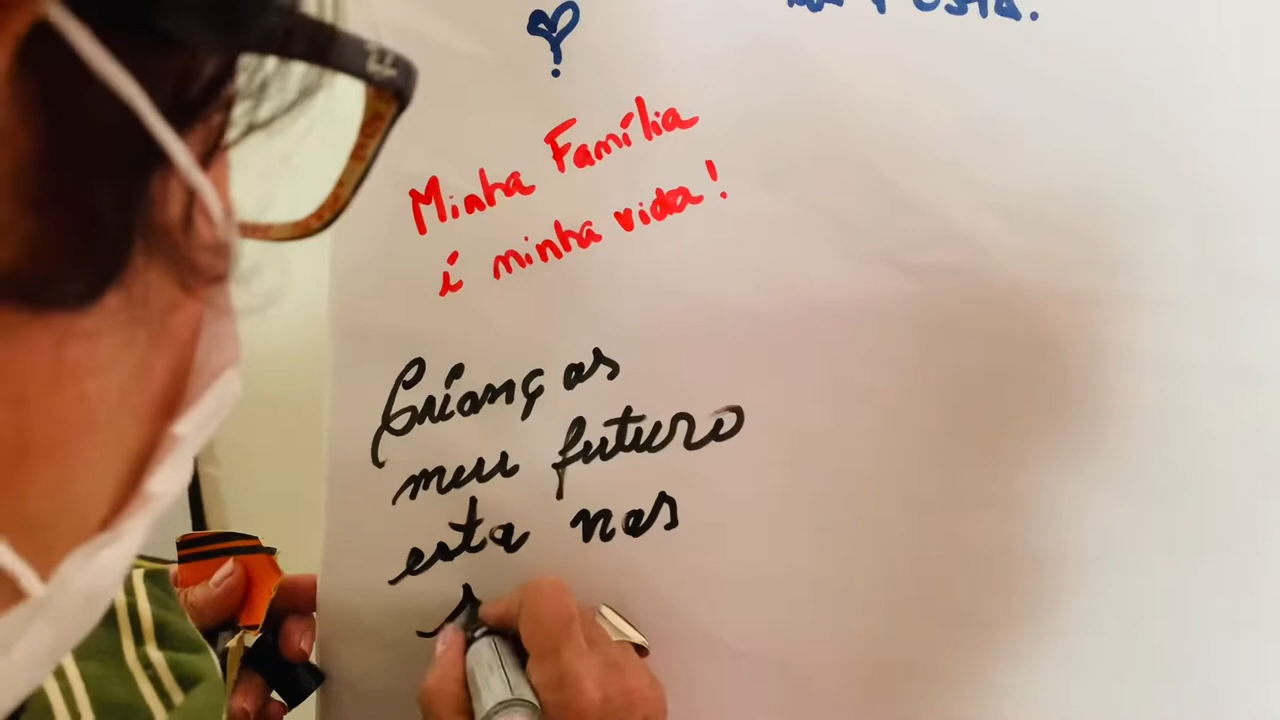 Minha Família
é minha vida!
Crianças
meu futuro
esta nas